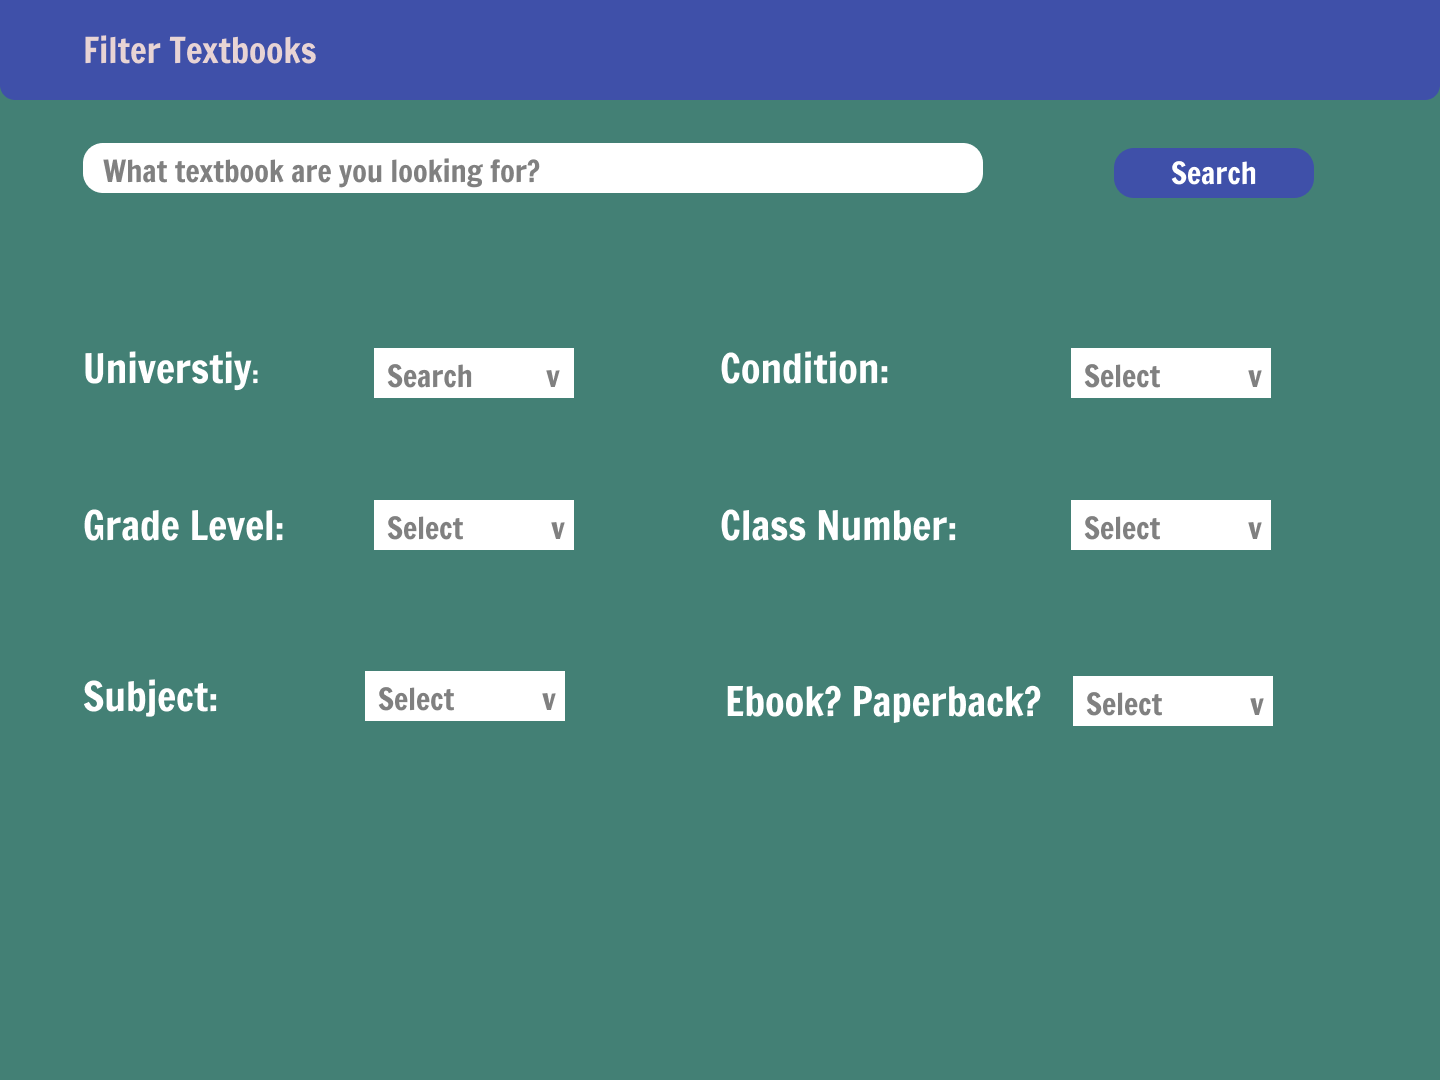 Filter Textbooks
What textbook are you looking for?
Search
Universtiy:
Search v
Condition:
Select v
Grade Level:
Select v
Class Number:
Select v
Subject:
Select v
Ebook? Paperback?
Select v